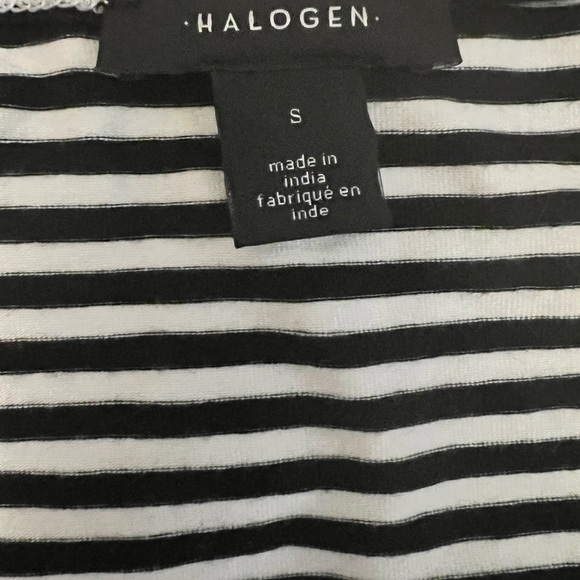 ·HALOGEN·
S
made in
india
fabriqué en
inde